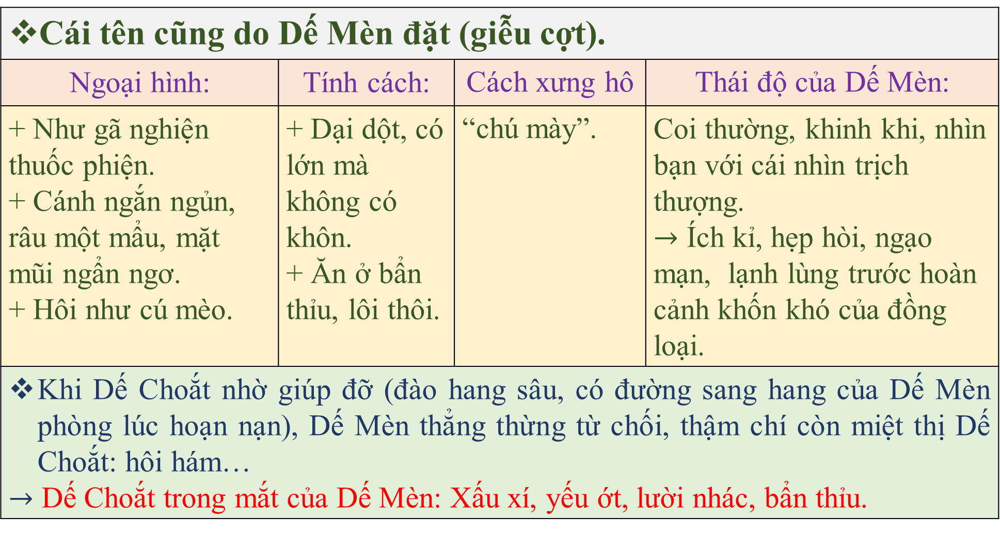 ❖Cái tên cũng do Dế Mèn đặt (giễu cợt).
Ngoại hình:
Tính cách:
Cách xưng hô
Thái độ của Dế Mèn:
+ Như gã nghiện
thuốc phiện.
+ Cánh ngắn ngủn,
râu một mẩu, mặt
mũi ngẩn ngơ.
+ Hôi như cú mèo.
+ Dại dột, có
lớn mà
không có
khôn.
+ Ăn ở bẩn
thỉu, lôi thôi.
“chú mày”.
Coi thường, khinh khi, nhìn
bạn với cái nhìn trịch
thượng.
→ Ích kỉ, hẹp hòi, ngạo
mạn, lạnh lùng trước hoàn
cảnh khốn khó của đồng
loại.
❖Khi Dế Choắt nhờ giúp đỡ (đào hang sâu, có đường sang hang của Dế Mèn
phòng lúc hoạn nạn), Dế Mèn thẳng thừng từ chối, thậm chí còn miệt thị Dế
Choắt: hôi hám…
→ Dế Choắt trong mắt của Dế Mèn: Xấu xí, yếu ớt, lười nhác, bẩn thỉu.